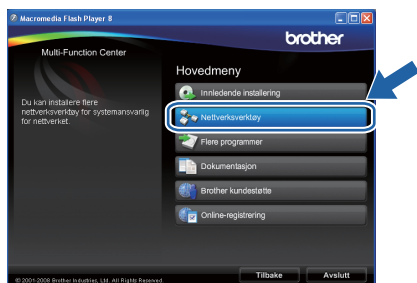 Macromedia Flash Player 8
brother
Multi-Function Center
Hovedmeny
Innledende installering
Du kan installere flere
nettverksverktøy for systemansvarlig
for nettverket.
Nettverksverktøy
Flere programmer
Dokumentasjon
Brother kundestøtte
Online-registrering
© 2001-2008 Brother Industries, Ltd. All Rights Reserved.
Tilbake
Avslutt